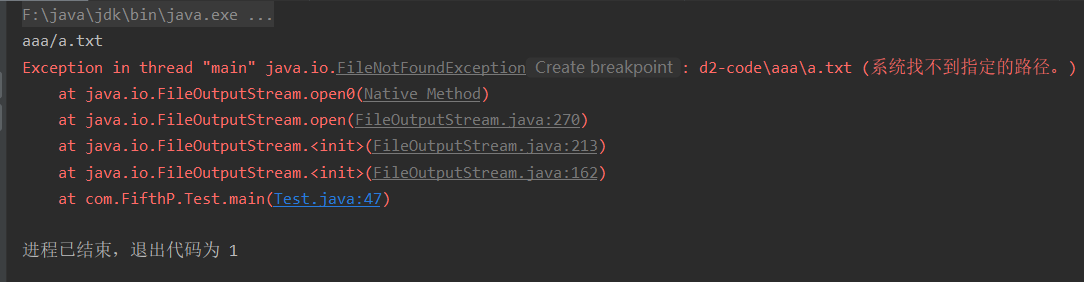 F:\java\jdk\bin\java.exe ...
aaa/a.txt
Exception in thread "main" java.io.FileNotFoundException Create breakpoint : d2-code\aaa\a.txt (系统找不到指定的路径。)
at java.io.FileOutputStream.open0(Native Method)
at java.io.FileOutputStream.open(FileOutputStream.java:270)
at java.io.FileOutputStream.<init>(FileOutputStream.java:213)
at java.io.FileOutputStream.<init>(FileOutputStream.java:162)
at com.FifthP.Test.main(Test.java:47)
进程已结束，退出代码为 1